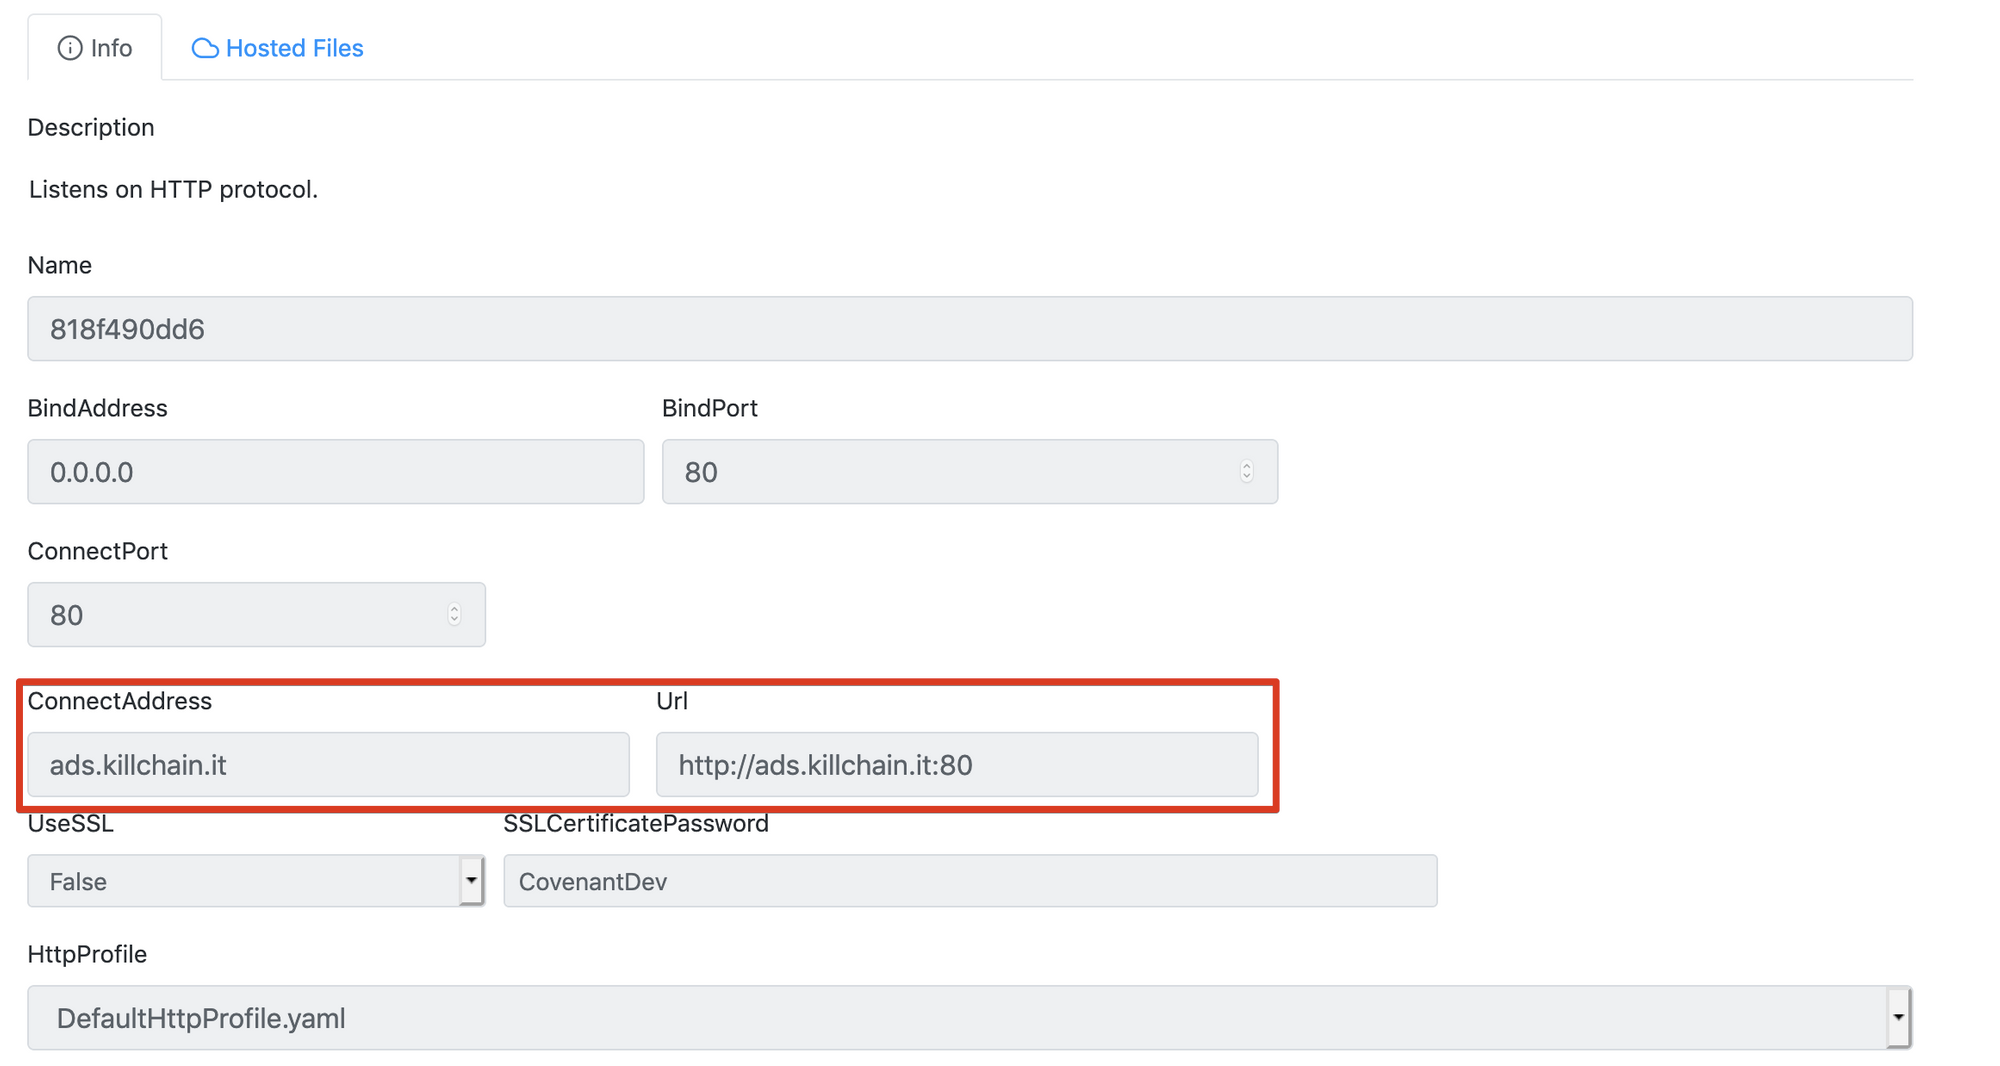 Info
Hosted Files
Description
Listens on HTTP protocol.
Name
818f490dd6
BindAddress
BindPort
0.0.0.0
80
ConnectPort
80
ConnectAddress
Url
ads.killchain.it
http://ads.killchain.it:80
UseSSL
SSLCertificatePassword
False
CovenantDev
HttpProfile
DefaultHttpProfile.yaml